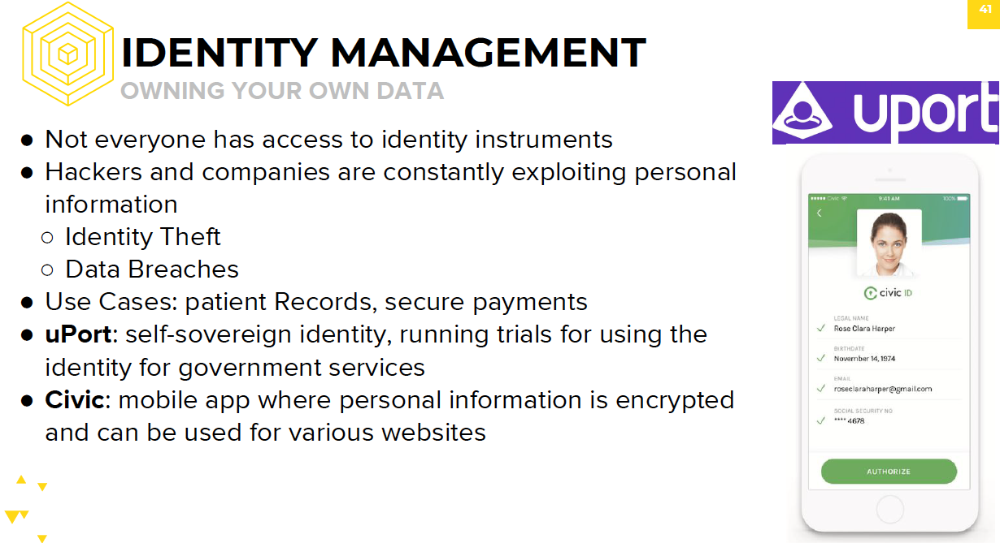 41
IDENTITY MANAGEMENT
OWNING YOUR OWN DATA
● Not everyone has access to identity instruments
● Hackers and companies are constantly exploiting personal
information
○ Identity Theft
○ Data Breaches
● Use Cases: patient Records, secure payments
● uPort: self-sovereign identity, running trials for using the
identity for government services
● Civic: mobile app where personal information is encrypted
and can be used for various websites
uport
Civic 9:41 AM 100%
civic ID
LEGAL NAME
Rose Clara Harper
BIRTHDATE
November 14, 1974
EMAIL
roseclaraharper@gmail.com
SOCIAL SECURITY NO
**** 4678
AUTHORIZE